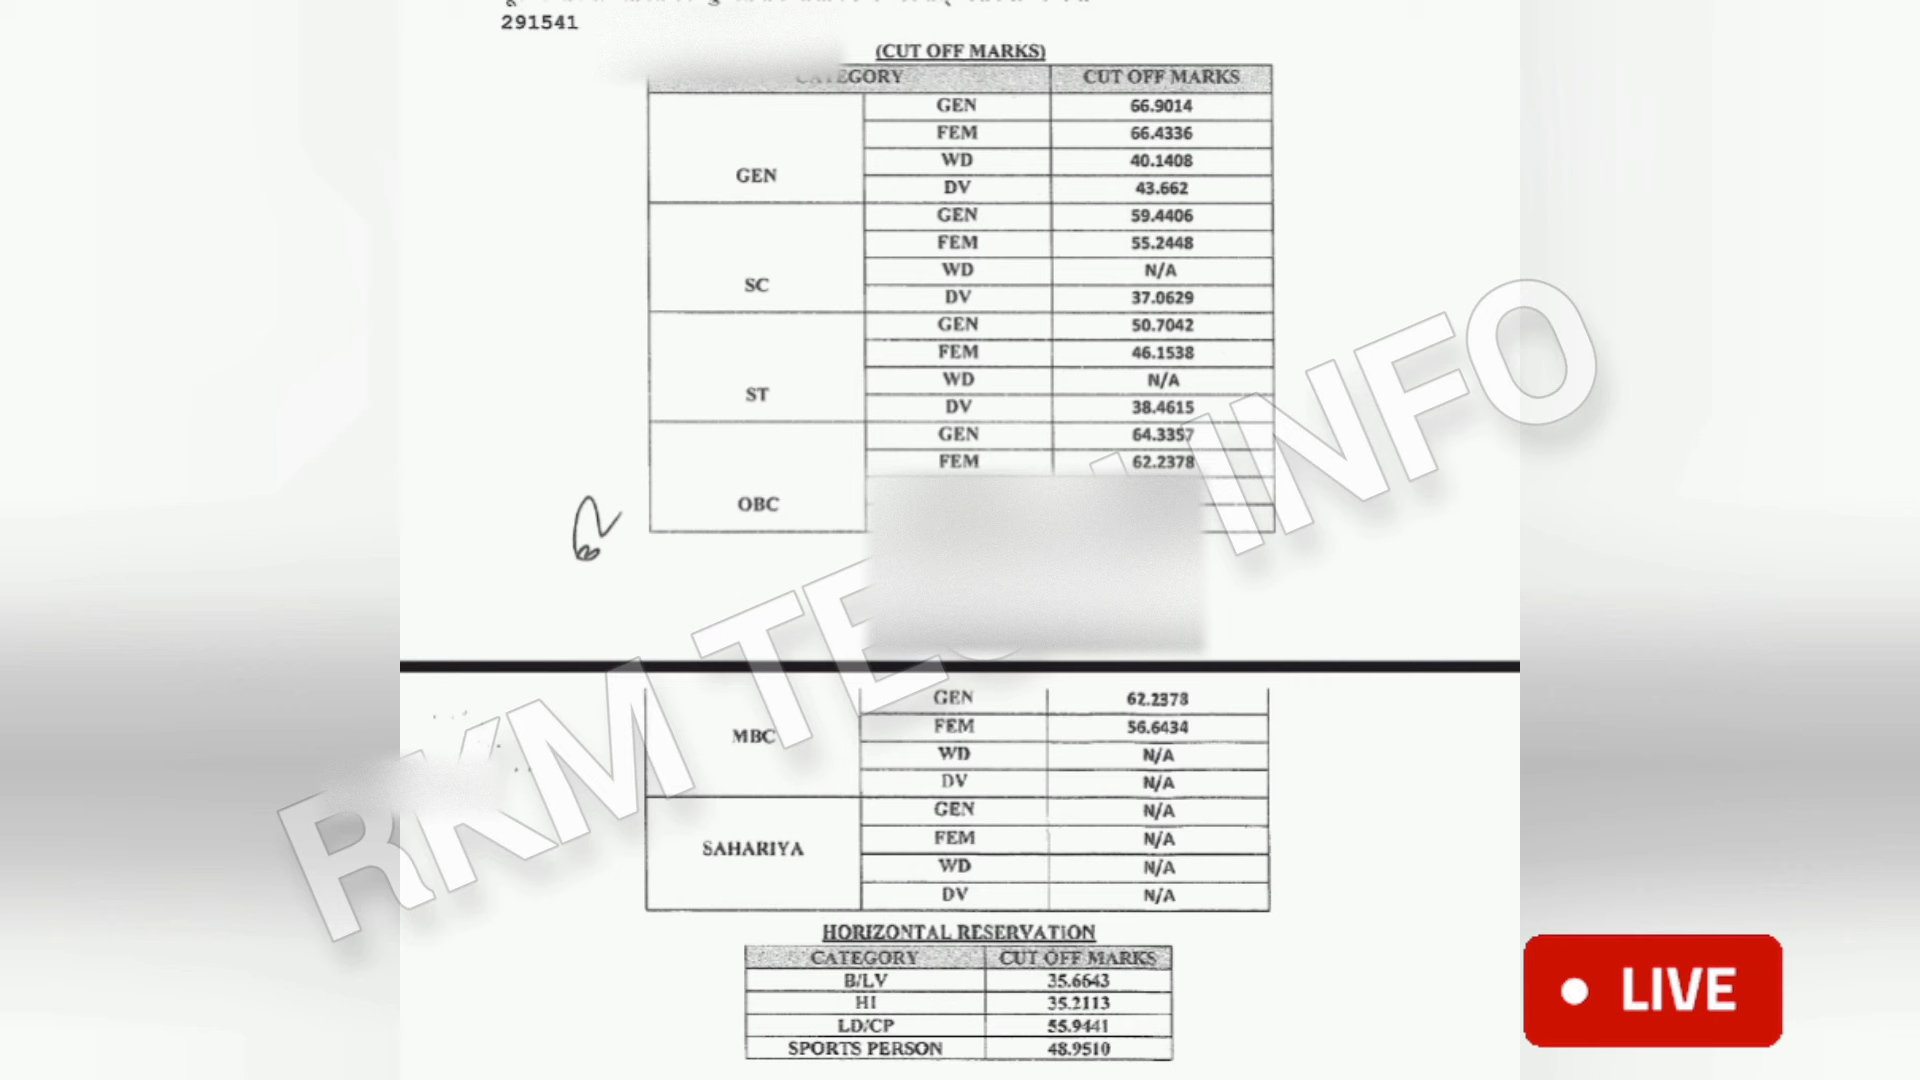 291541
(CUT OFF MARKS)
CATEGORY CUT OFF MARKS
GEN 66.9014
FEM 66.4336
WD 40.1408
GEN
DV 43.662
GEN 59.4406
FEM 55.2448
WD N/A
SC
DV 37.0629
GEN 50.7042
FEM 46.1538
WD N/A
ST
DV 38.4615
GEN 64.3357
FEM 62.2378
OBC
GEN 62.2378
FEM 56.6434
MBC
WD N/A
DV N/A
GEN N/A
FEM N/A
SAHARIYA
WD N/A
DV N/A
HORIZONTAL RESERVATION
CATEGORY CUT OFF MARKS
B/LV 35.6643
HI 35.2113
LD/CP 55.9441
SPORTS PERSON 48.9510
RKM INFO
LIVE